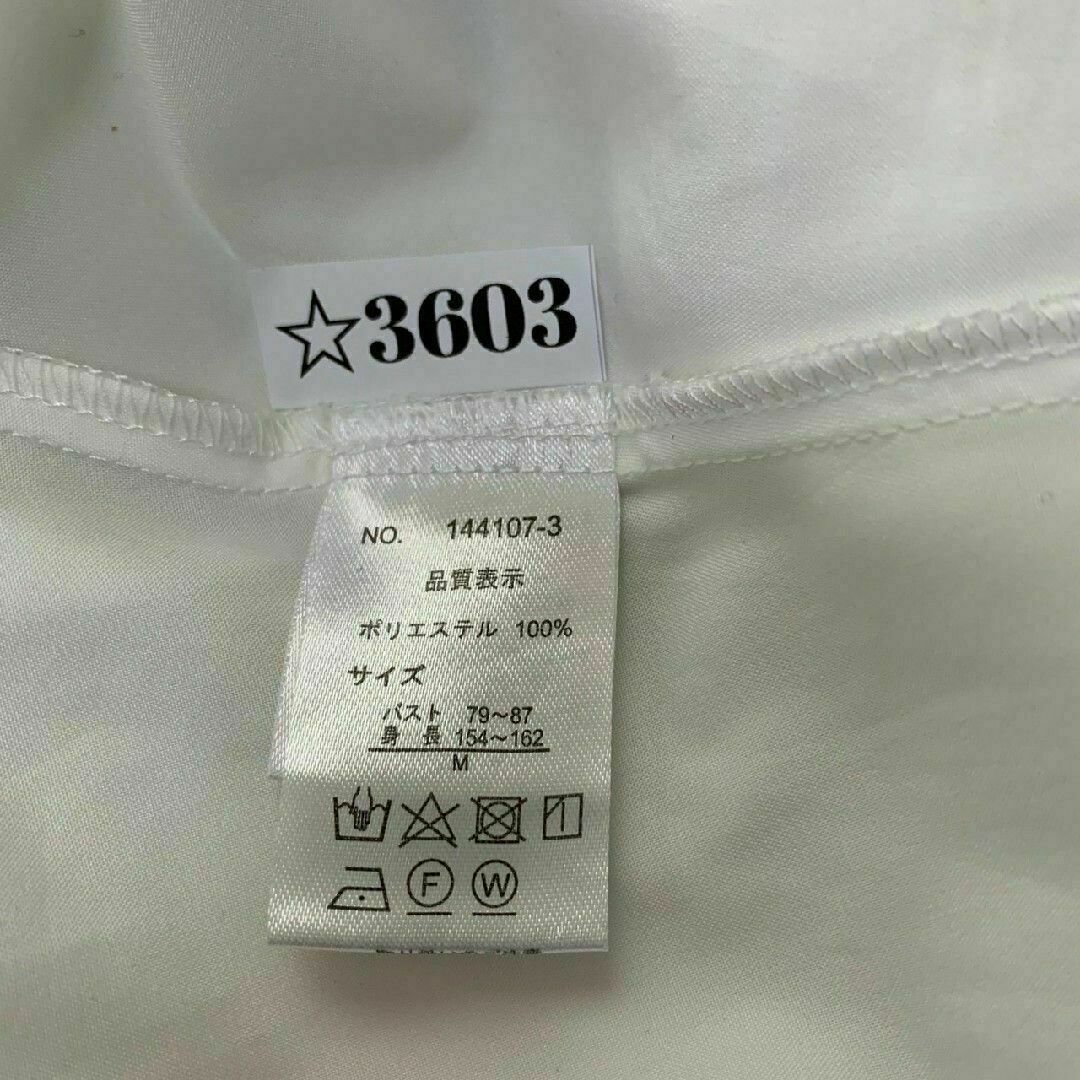 ☆3603
NO. 144107-3
品質表示
ポリエステル 100%
サイズ
バスト 79〜87
身長 154〜162
M
F W